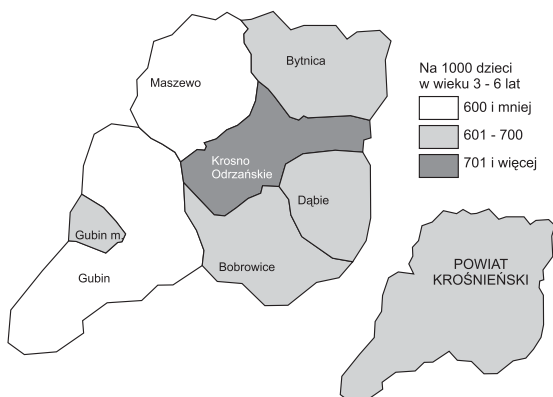 Na 1000 dzieci
w wieku 3 - 6 lat
600 i mniej
601 - 700
701 i więcej
Maszewo
Bytnica
Krosno
Odrzańskie
Dąbie
Gubin m.
Gubin
Bobrowice
POWIAT
KROŚNIEŃSKI